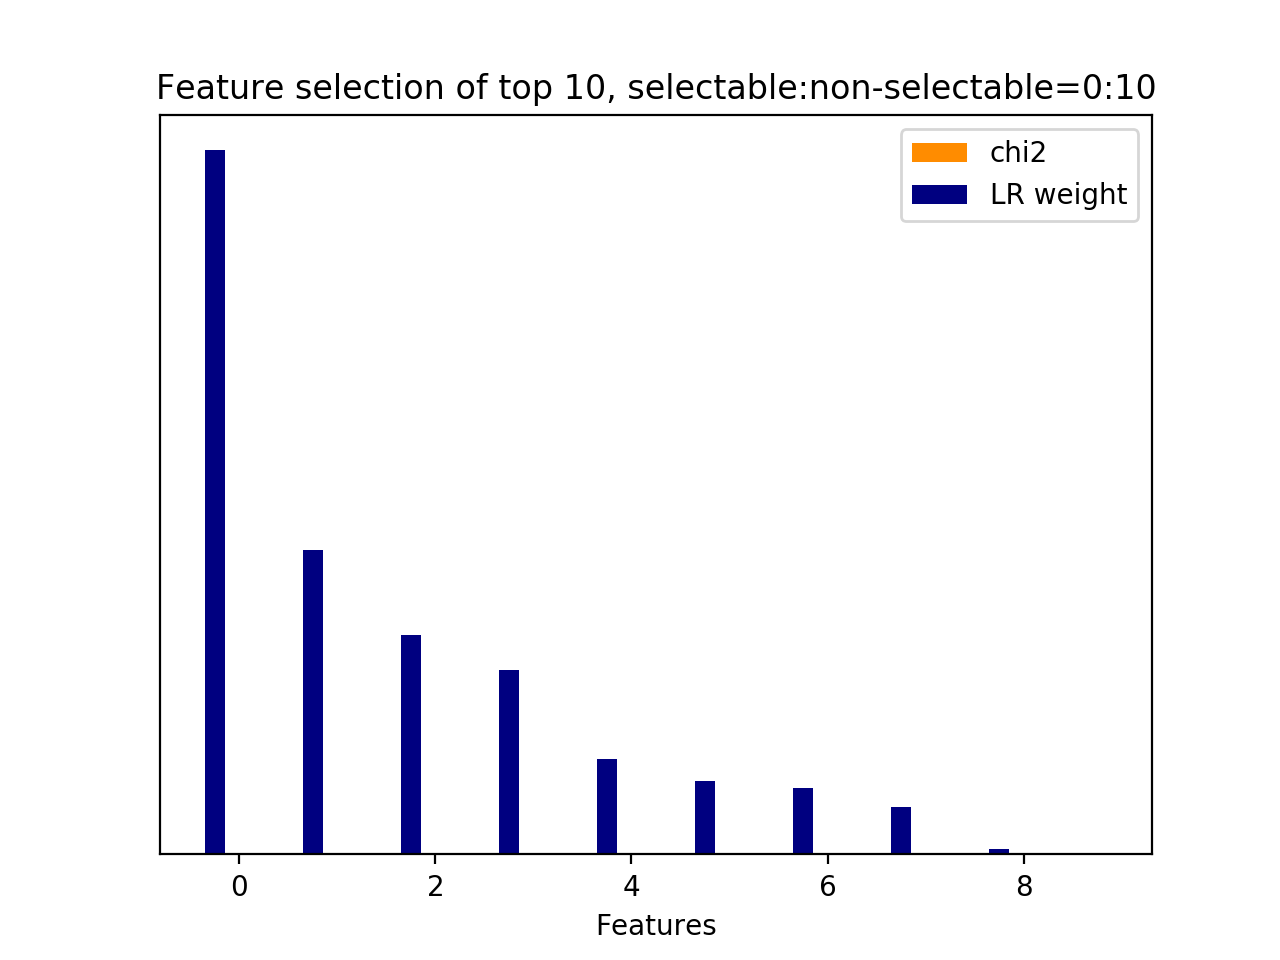 Feature selection of top 10, selectable:non-selectable=0:10
chi2
LR weight
0 2 4 6 8
Features